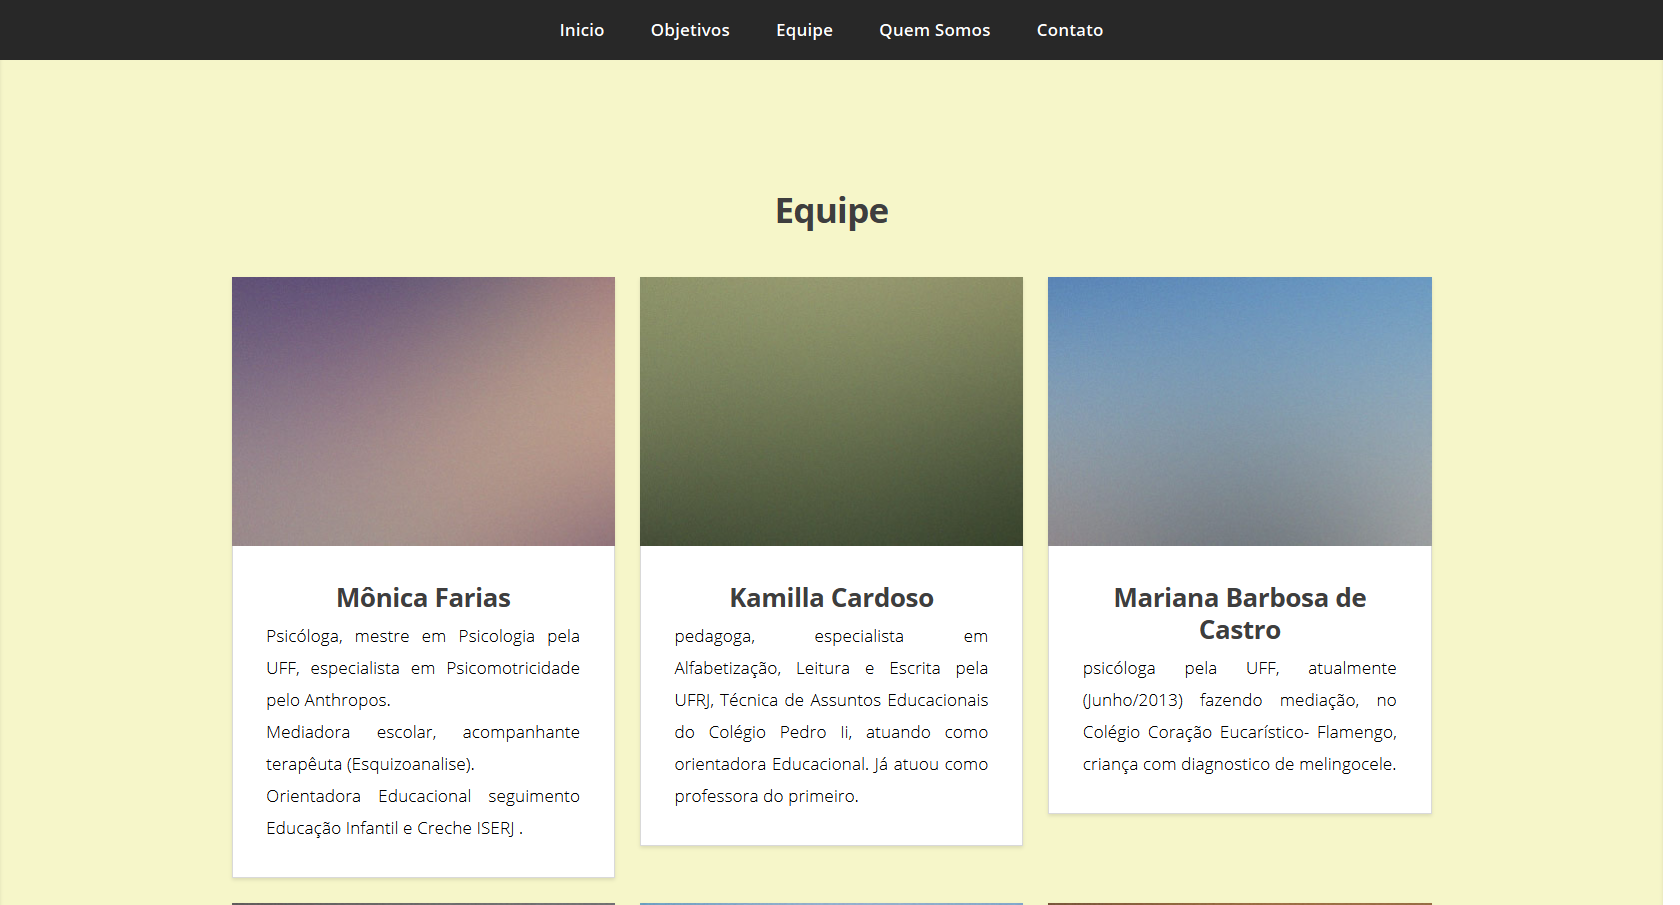 Inicio Objetivos Equipe Quem Somos Contato
Equipe
Mônica Farias
Psicóloga, mestre em Psicologia pela
UFF, especialista em Psicomotricidade
pelo Anthropos.
Mediadora escolar, acompanhante
terapêuta (Esquizoanalise).
Orientadora Educacional seguimento
Educação Infantil e Creche ISERJ .
Kamilla Cardoso
pedagoga, especialista em
Alfabetização, Leitura e Escrita pela
UFRJ, Técnica de Assuntos Educacionais
do Colégio Pedro Ii, atuando como
orientadora Educacional. Já atuou como
professora do primeiro.
Mariana Barbosa de
Castro
psicóloga pela UFF, atualmente
(Junho/2013) fazendo mediação, no
Colégio Coração Eucarístico- Flamengo,
criança com diagnostico de melingocele.